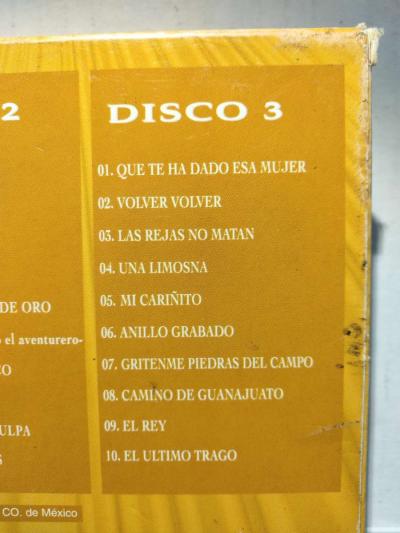 2
DE ORO
o el aventurero-
CO
ULPA
S
CO. de México
DISCO 3
01. QUE TE HA DADO ESA MUJER
02. VOLVER VOLVER
03. LAS REJAS NO MATAN
04. UNA LIMOSNA
05. MI CARIÑITO
06. ANILLO GRABADO
07. GRITENME PIEDRAS DEL CAMPO
08. CAMINO DE GUANAJUATO
09. EL REY
10. EL ULTIMO TRAGO